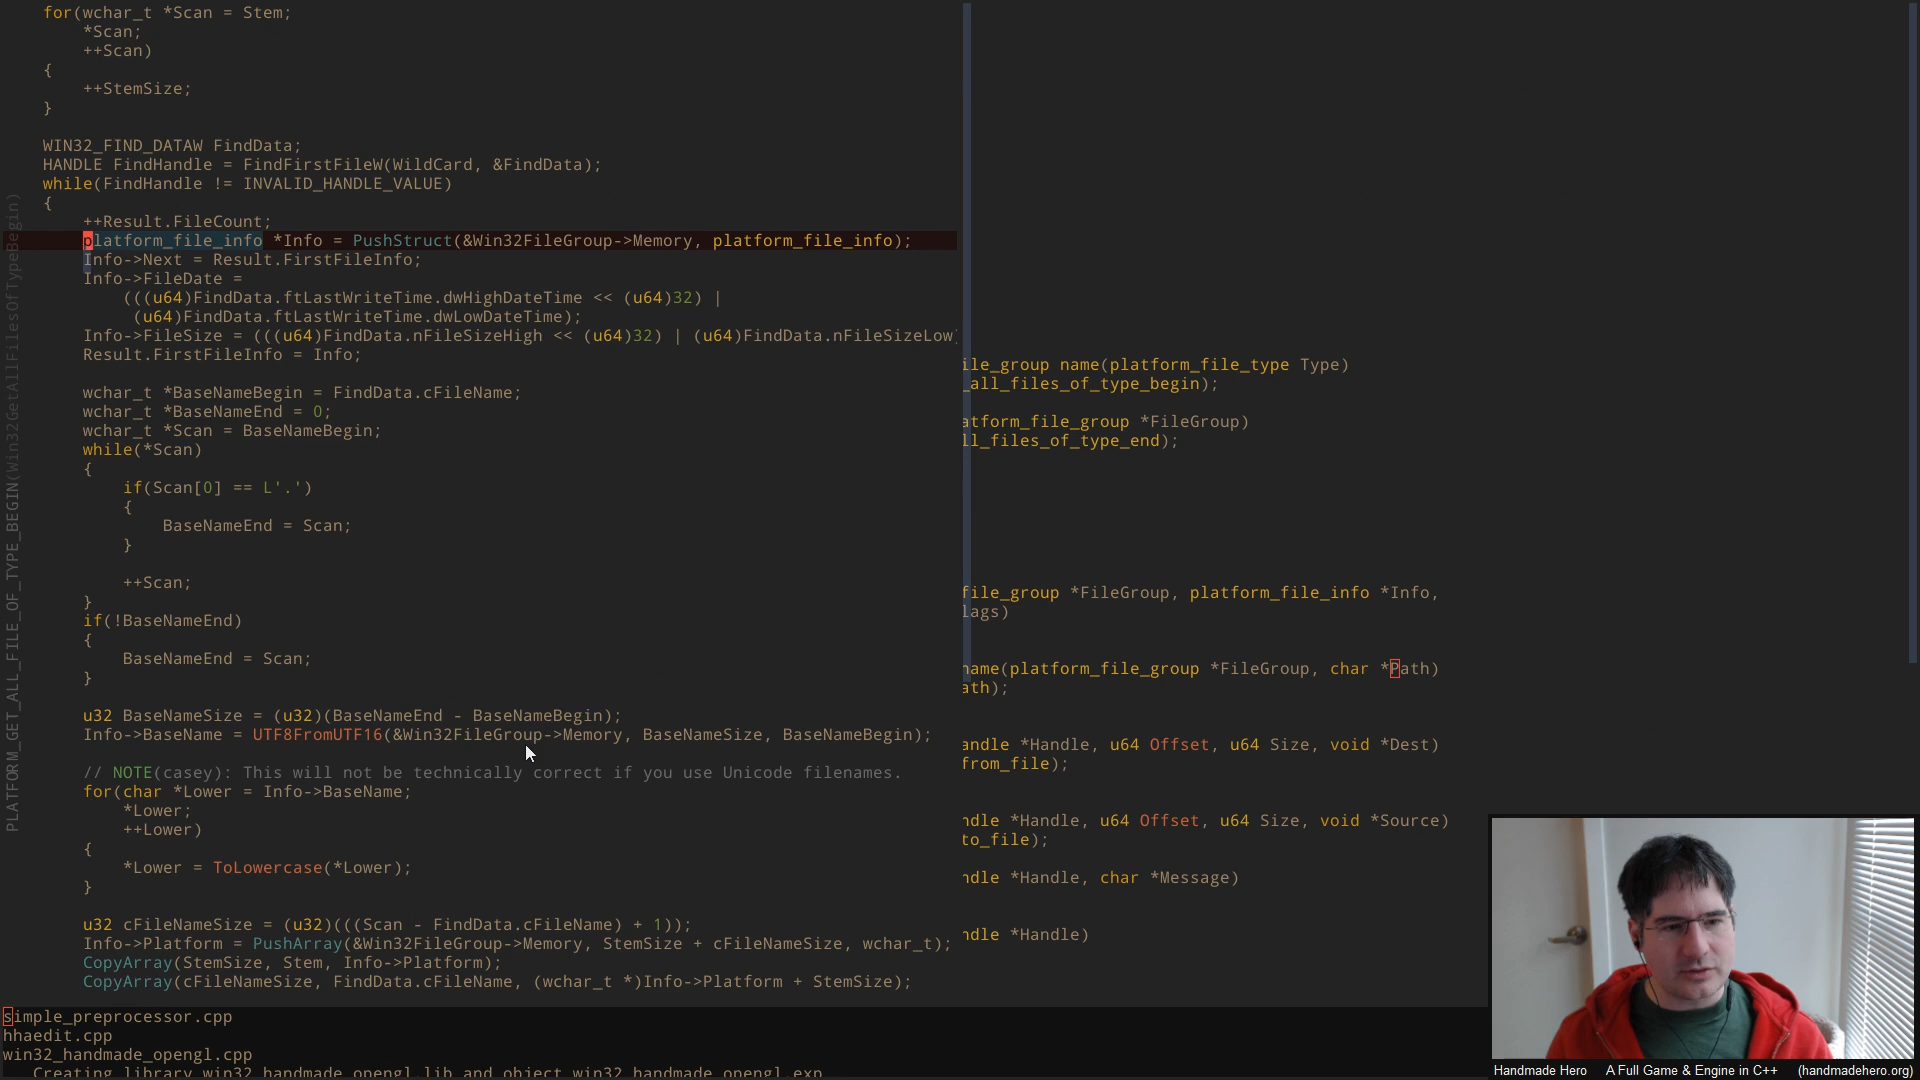 for(wchar_t *Scan = Stem;
*Scan;
++Scan)
{
++StemSize;
}
WIN32_FIND_DATAW FindData;
HANDLE FindHandle = FindFirstFileW(WildCard, &FindData);
while(FindHandle != INVALID_HANDLE_VALUE)
{
++Result.FileCount;
platform_file_info *Info = PushStruct(&Win32FileGroup->Memory, platform_file_info);
Info->Next = Result.FirstFileInfo;
Info->FileDate =
(((u64)FindData.ftLastWriteTime.dwHighDateTime << (u64)32) |
(u64)FindData.ftLastWriteTime.dwLowDateTime);
Info->FileSize = (((u64)FindData.nFileSizeHigh << (u64)32) | (u64)FindData.nFileSizeLow)
Result.FirstFileInfo = Info;
wchar_t *BaseNameBegin = FindData.cFileName;
wchar_t *BaseNameEnd = 0;
wchar_t *Scan = BaseNameBegin;
while(*Scan)
{
if(Scan[0] == L'.')
{
BaseNameEnd = Scan;
}
++Scan;
}
if(!BaseNameEnd)
{
BaseNameEnd = Scan;
}
u32 BaseNameSize = (u32)(BaseNameEnd - BaseNameBegin);
Info->BaseName = UTF8FromUTF16(&Win32FileGroup->Memory, BaseNameSize, BaseNameBegin);
// NOTE(casey): This will not be technically correct if you use Unicode filenames.
for(char *Lower = Info->BaseName;
*Lower;
++Lower)
{
*Lower = ToLowercase(*Lower);
}
u32 cFileNameSize = (u32)(((Scan - FindData.cFileName) + 1));
Info->Platform = PushArray(&Win32FileGroup->Memory, StemSize + cFileNameSize, wchar_t);
CopyArray(StemSize, Stem, Info->Platform);
CopyArray(cFileNameSize, FindData.cFileName, (wchar_t *)Info->Platform + StemSize);
PLATFORM_GET_ALL_FILE_OF_TYPE_BEGIN(Win32GetAllFilesOfTypeBegin)
ile_group name(platform_file_type Type)
_all_files_of_type_begin);
atform_file_group *FileGroup)
ll_files_of_type_end);
file_group *FileGroup, platform_file_info *Info,
lags)
name(platform_file_group *FileGroup, char *Path)
ath);
andle *Handle, u64 Offset, u64 Size, void *Dest)
from_file);
ndle *Handle, u64 Offset, u64 Size, void *Source)
to_file);
ndle *Handle, char *Message)
ndle *Handle)
simple_preprocessor.cpp
hhaedit.cpp
win32_handmade_opengl.cpp
Creating library win32_handmade_opengl.lib and object win32_handmade_opengl.exp
Handmade Hero A Full Game & Engine in C++ (handmadehero.org)